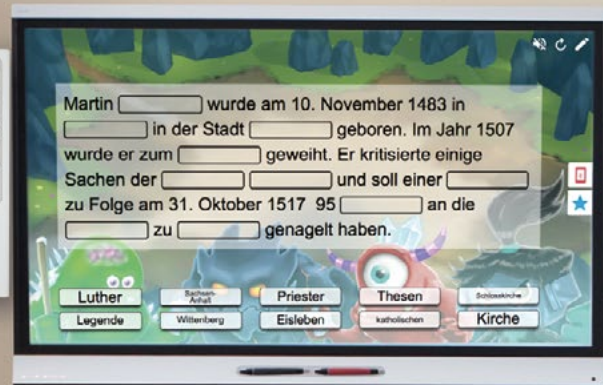 Martin wurde am 10. November 1483 in
in der Stadt geboren. Im Jahr 1507
wurde er zum geweiht. Er kritisierte einige
Sachen der und soll einer
zu Folge am 31. Oktober 1517 95 an die
zu genagelt haben.
Luther Sachsen-
Anhalt Priester Thesen Schlosskirche
Legende Wittenberg Eisleben katholischen Kirche